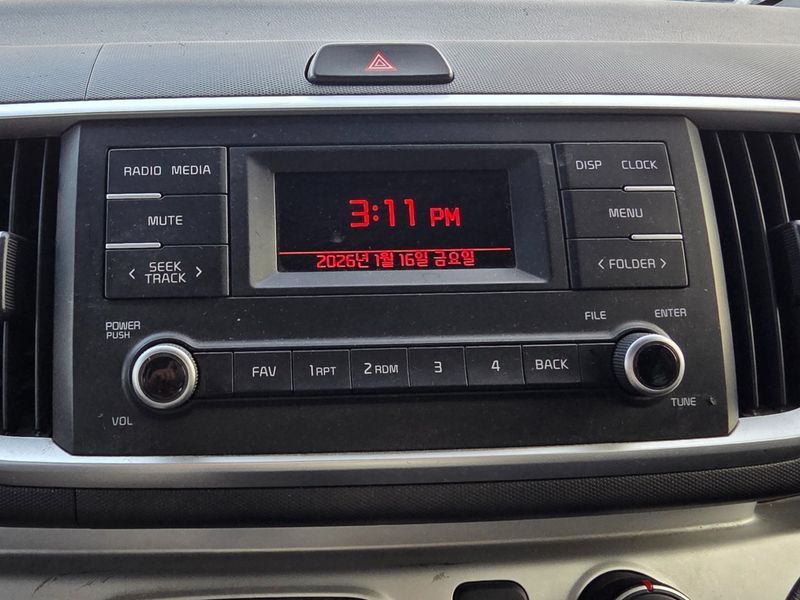 RADIO MEDIA
MUTE
< SEEK TRACK >
3:11 PM
2026년 1월 16일 금요일
DISP CLOCK
MENU
< FOLDER >
POWER
PUSH
VOL
FAV
1 RPT
2 RDM
3
4
BACK
FILE
ENTER
TUNE